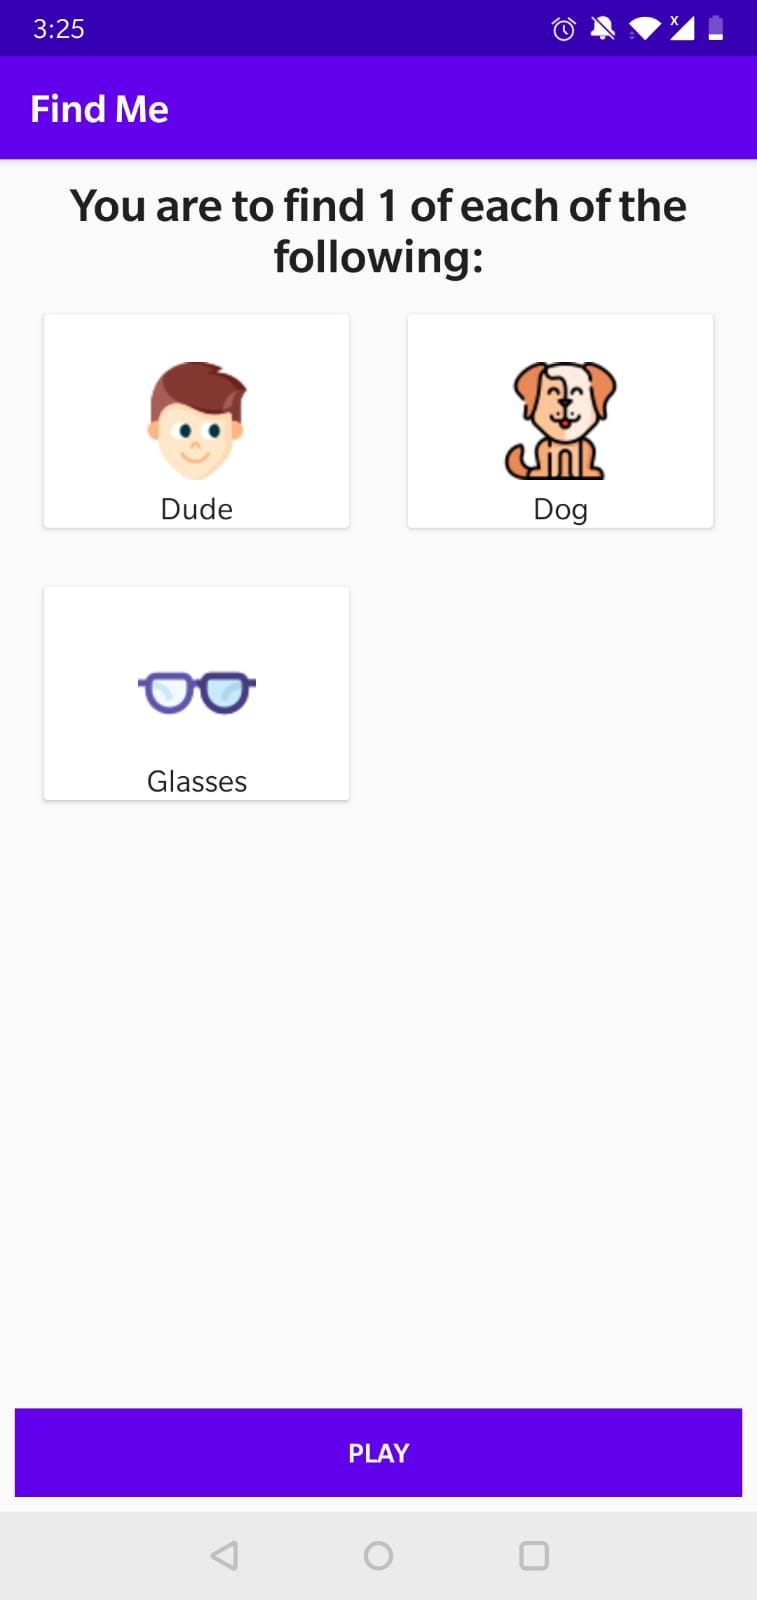 3:25
x
Find Me
You are to find 1 of each of the
following:
Dude
Dog
Glasses
PLAY